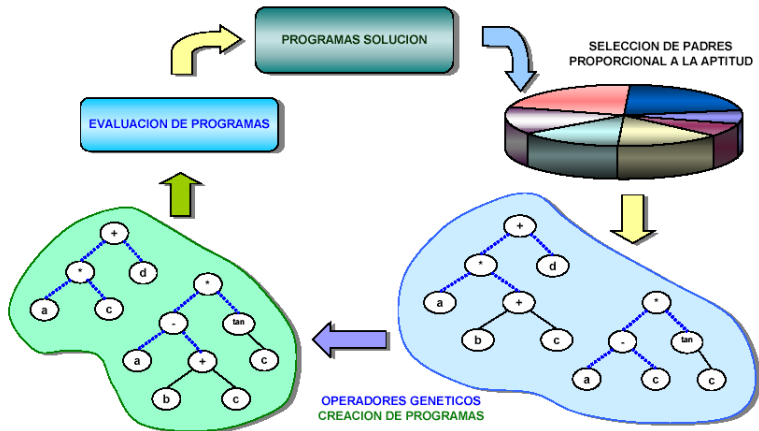 PROGRAMAS SOLUCION
SELECCION DE PADRES
PROPORCIONAL A LA APTITUD
EVALUACION DE PROGRAMAS
+
*
d
a
c
*
-
tan
a
+
c
b
c
+
*
d
a
+
b
c
*
-
tan
a
c
c
OPERADORES GENETICOS
CREACION DE PROGRAMAS